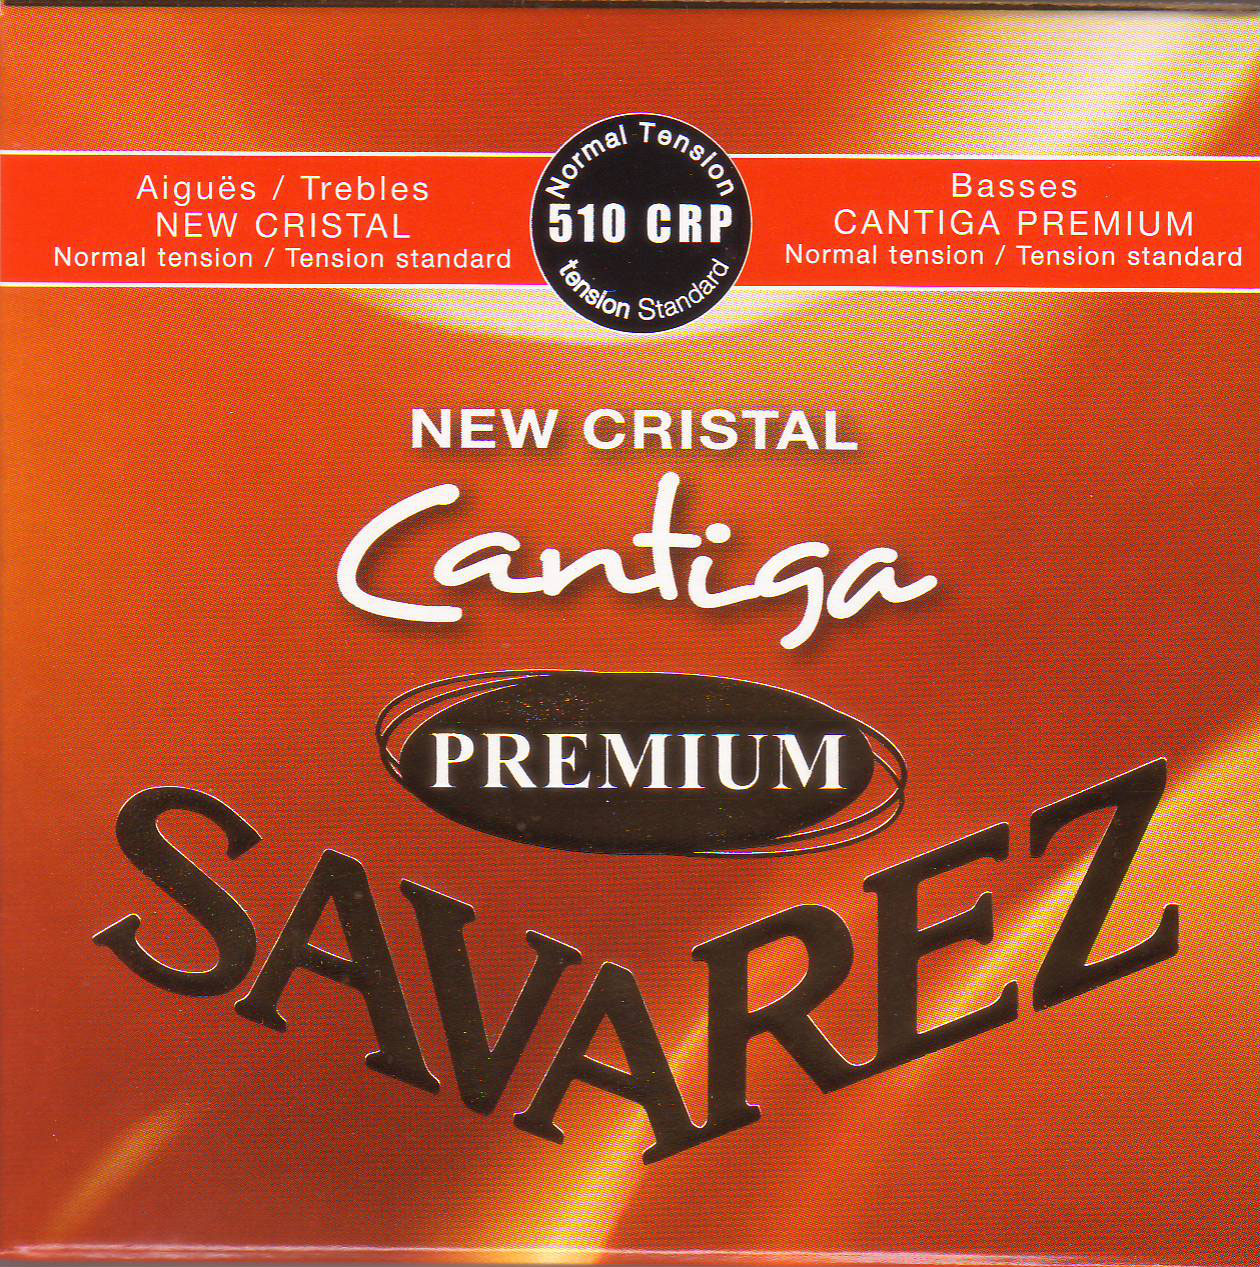 Aiguës / Trebles
NEW CRISTAL
Normal tension / Tension standard
Normal Tension
510 CRP
tension Standard
Basses
CANTIGA PREMIUM
Normal tension / Tension standard
NEW CRISTAL
Cantiga
PREMIUM
SAVAREZ